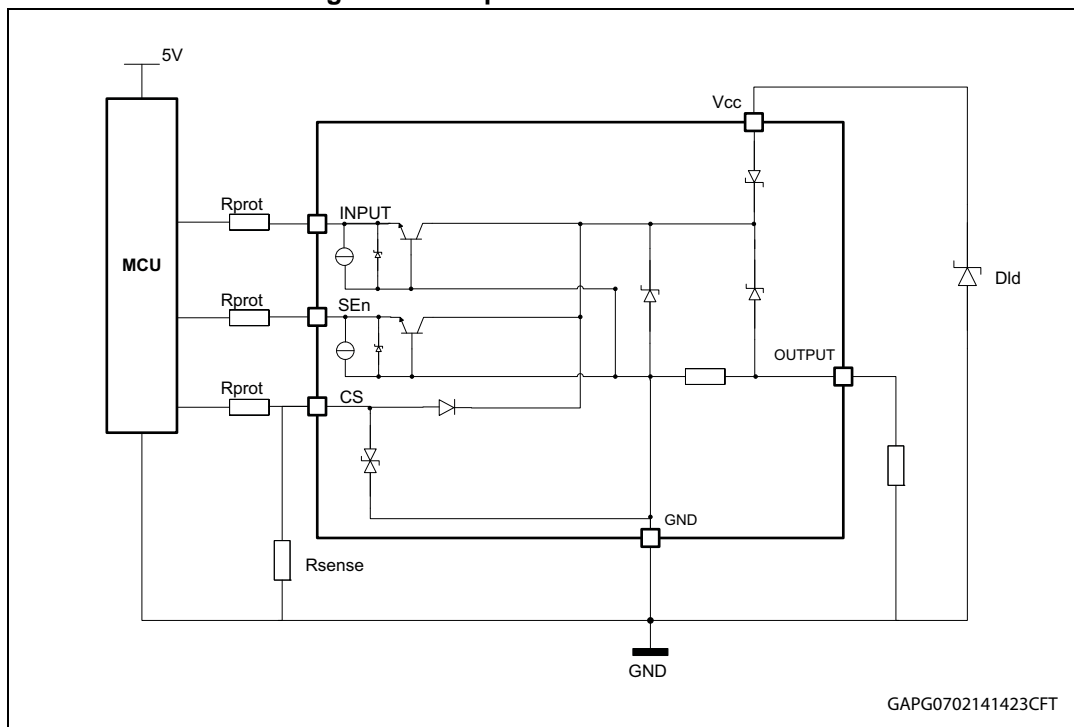 5V
Vcc
Rprot
INPUT
MCU
Dld
Rprot
SEn
OUTPUT
Rprot
CS
GND
Rsense
GND
GAPG0702141423CFT